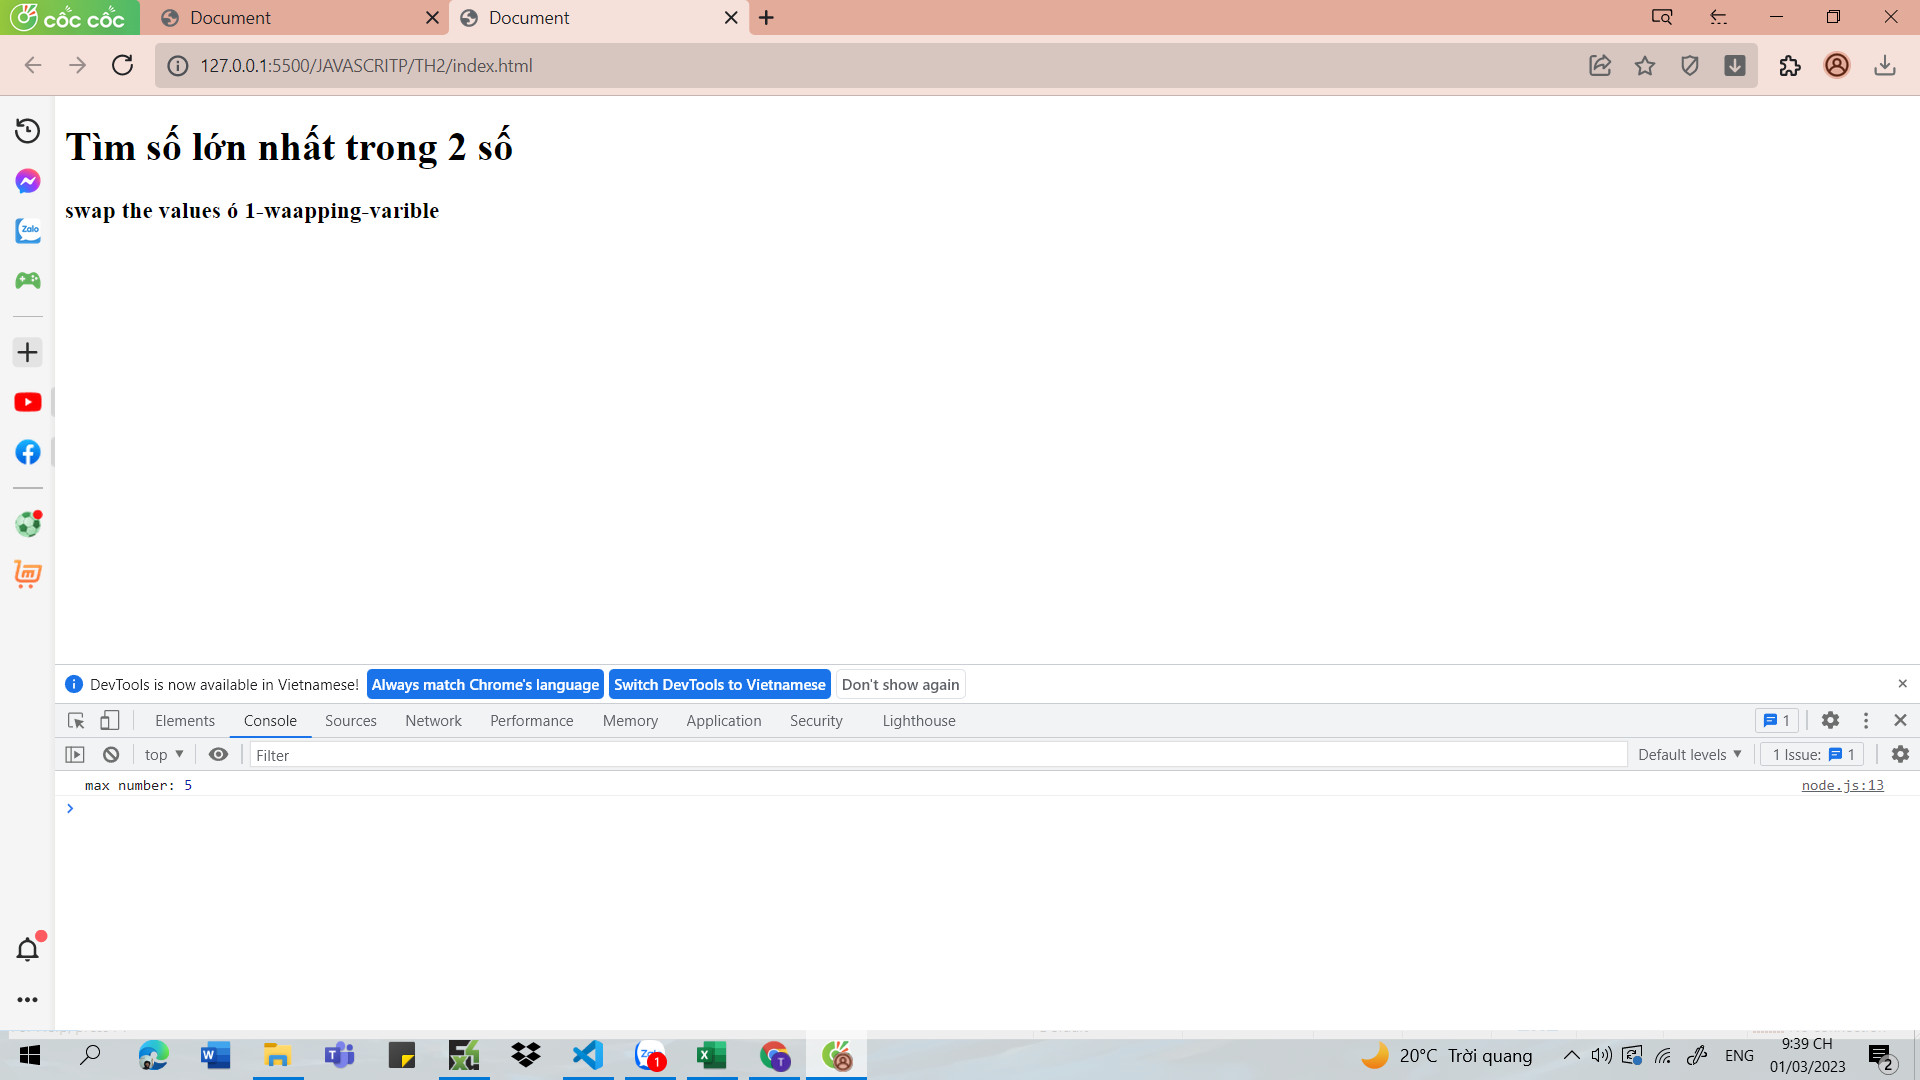 cốc cốc
Document
Document
127.0.0.1:5500/JAVASCRITP/TH2/index.html
Tìm số lớn nhất trong 2 số
swap the values ó 1-waapping-varible
Zalo
DevTools is now available in Vietnamese! Always match Chrome's language Switch DevTools to Vietnamese Don't show again
Elements Console Sources Network Performance Memory Application Security Lighthouse 1
top Filter Default levels 1 Issue: 1
max number: 5 node.js:13
20°C Trời quang ENG 9:39 CH
01/03/2023 2